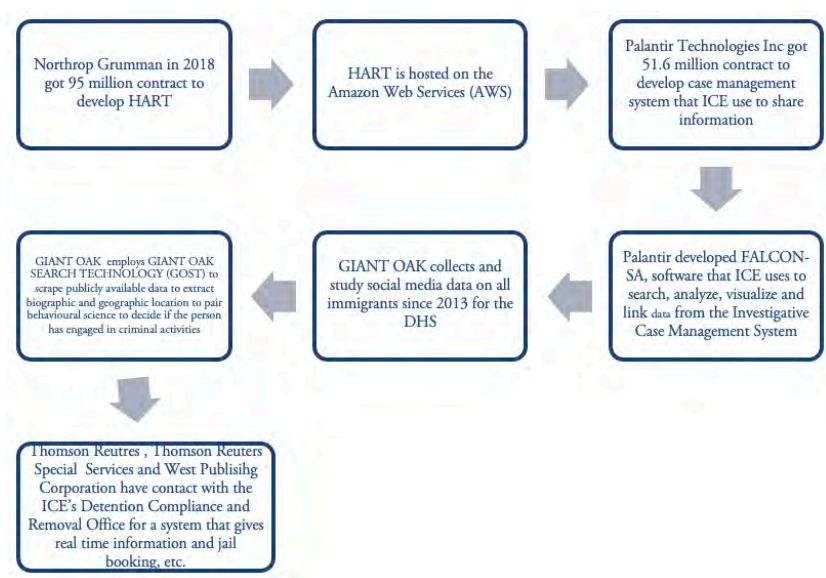 Northrop Grumman in 2018
got 95 million contract to
develop HART
HART is hosted on the
Amazon Web Services (AWS)
Palantir Technologies Inc got
51.6 million contract to
develop case management
system that ICE use to share
information
Palantir developed FALCON-
SA, software that ICE uses to
search, analyze, visualize and
link data from the Investigative
Case Management System
GIANT OAK collects and
study social media data on all
immigrants since 2013 for the
DHS
GIANT OAK employs GIANT OAK
SEARCH TECHNOLOGY (GOST) to
scrape publicly available data to extract
biographic and geographic location to pair
behavioural science to decide if the person
has engaged in criminal activities
Thomson Reutres , Thomson Reuters
Special Services and West Publisihg
Corporation have contact with the
ICE's Detention Compliance and
Removal Office for a system that gives
real time information and jail
booking, etc.